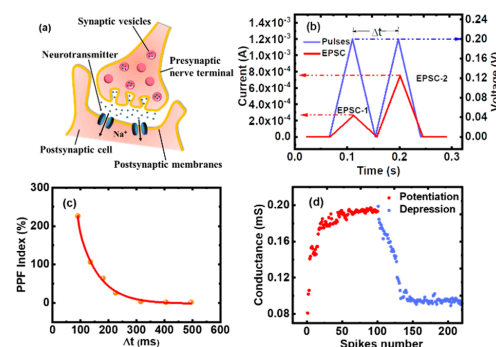 (a)
Synaptic vesicles
Neurotransmitter
Presynaptic
nerve terminal
Na⁺
Postsynaptic cell
Postsynaptic membranes
(b)
Δt
Pulses
EPSC
EPSC-1
EPSC-2
Current (A)
1.4x10⁻³
1.2x10⁻³
1.0x10⁻³
8.0x10⁻⁴
6.0x10⁻⁴
4.0x10⁻⁴
2.0x10⁻⁴
0.0
Voltage (V)
0.24
0.20
0.16
0.12
0.08
0.04
0.00
0.0 0.1 0.2 0.3
Time (s)
(c)
PPF Index (%)
300
200
100
0
0 100 200 300 400 500 600
Δt (ms)
(d)
Potentiation
Depression
Conductance (mS)
0.20
0.16
0.12
0.08
0 50 100 150 200
Spikes number